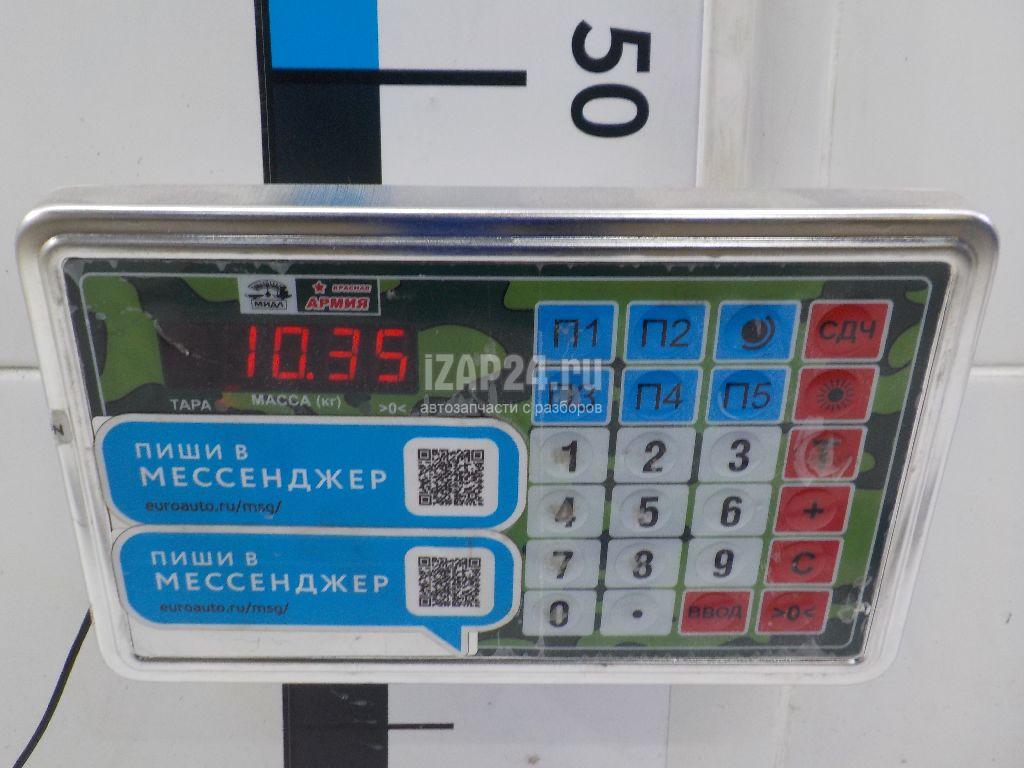 50
МИДЛ
КРАСНАЯ
АРМИЯ
10.35
ТАРА МАССА (кг) >0<
iZAP24.ru
автозапчасти с разборов
ПИШИ В
МЕССЕНДЖЕР
euroauto.ru/msg/
ПИШИ В
МЕССЕНДЖЕР
euroauto.ru/msg/
П1 П2 СДЧ
П3 П4 П5
1 2 3 T
4 5 6 +
7 8 9 C
0 . ВВОД >0<